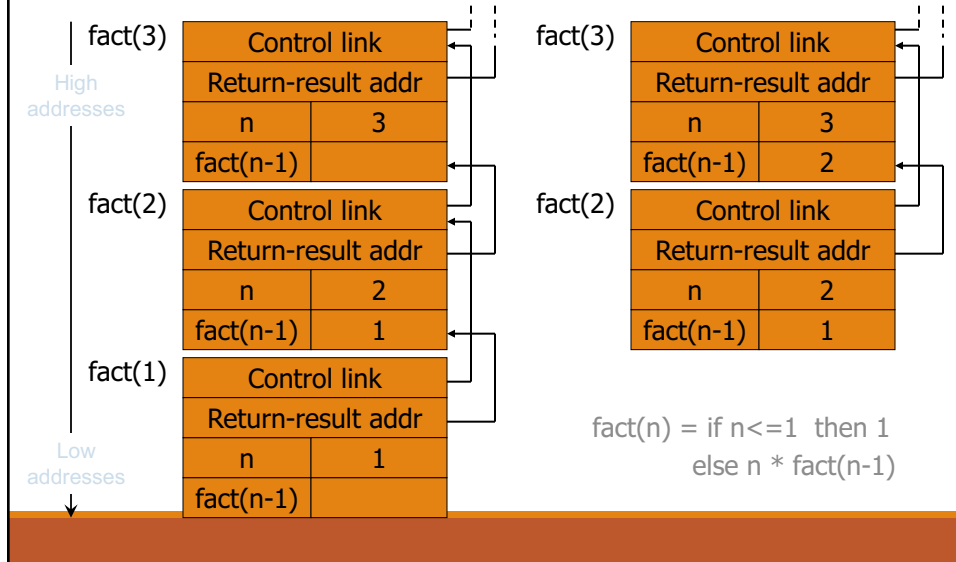 fact(3)
Control link
Return-result addr
n 3
fact(n-1)
fact(2)
Control link
Return-result addr
n 2
fact(n-1) 1
fact(1)
Control link
Return-result addr
n 1
fact(n-1)
High
addresses
Low
addresses
fact(3)
Control link
Return-result addr
n 3
fact(n-1) 2
fact(2)
Control link
Return-result addr
n 2
fact(n-1) 1
fact(n) = if n<=1 then 1
else n * fact(n-1)